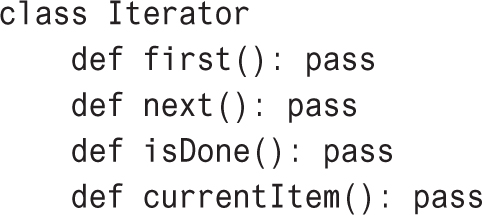 class Iterator
    def first(): pass
    def next(): pass
    def isDone(): pass
    def currentItem(): pass